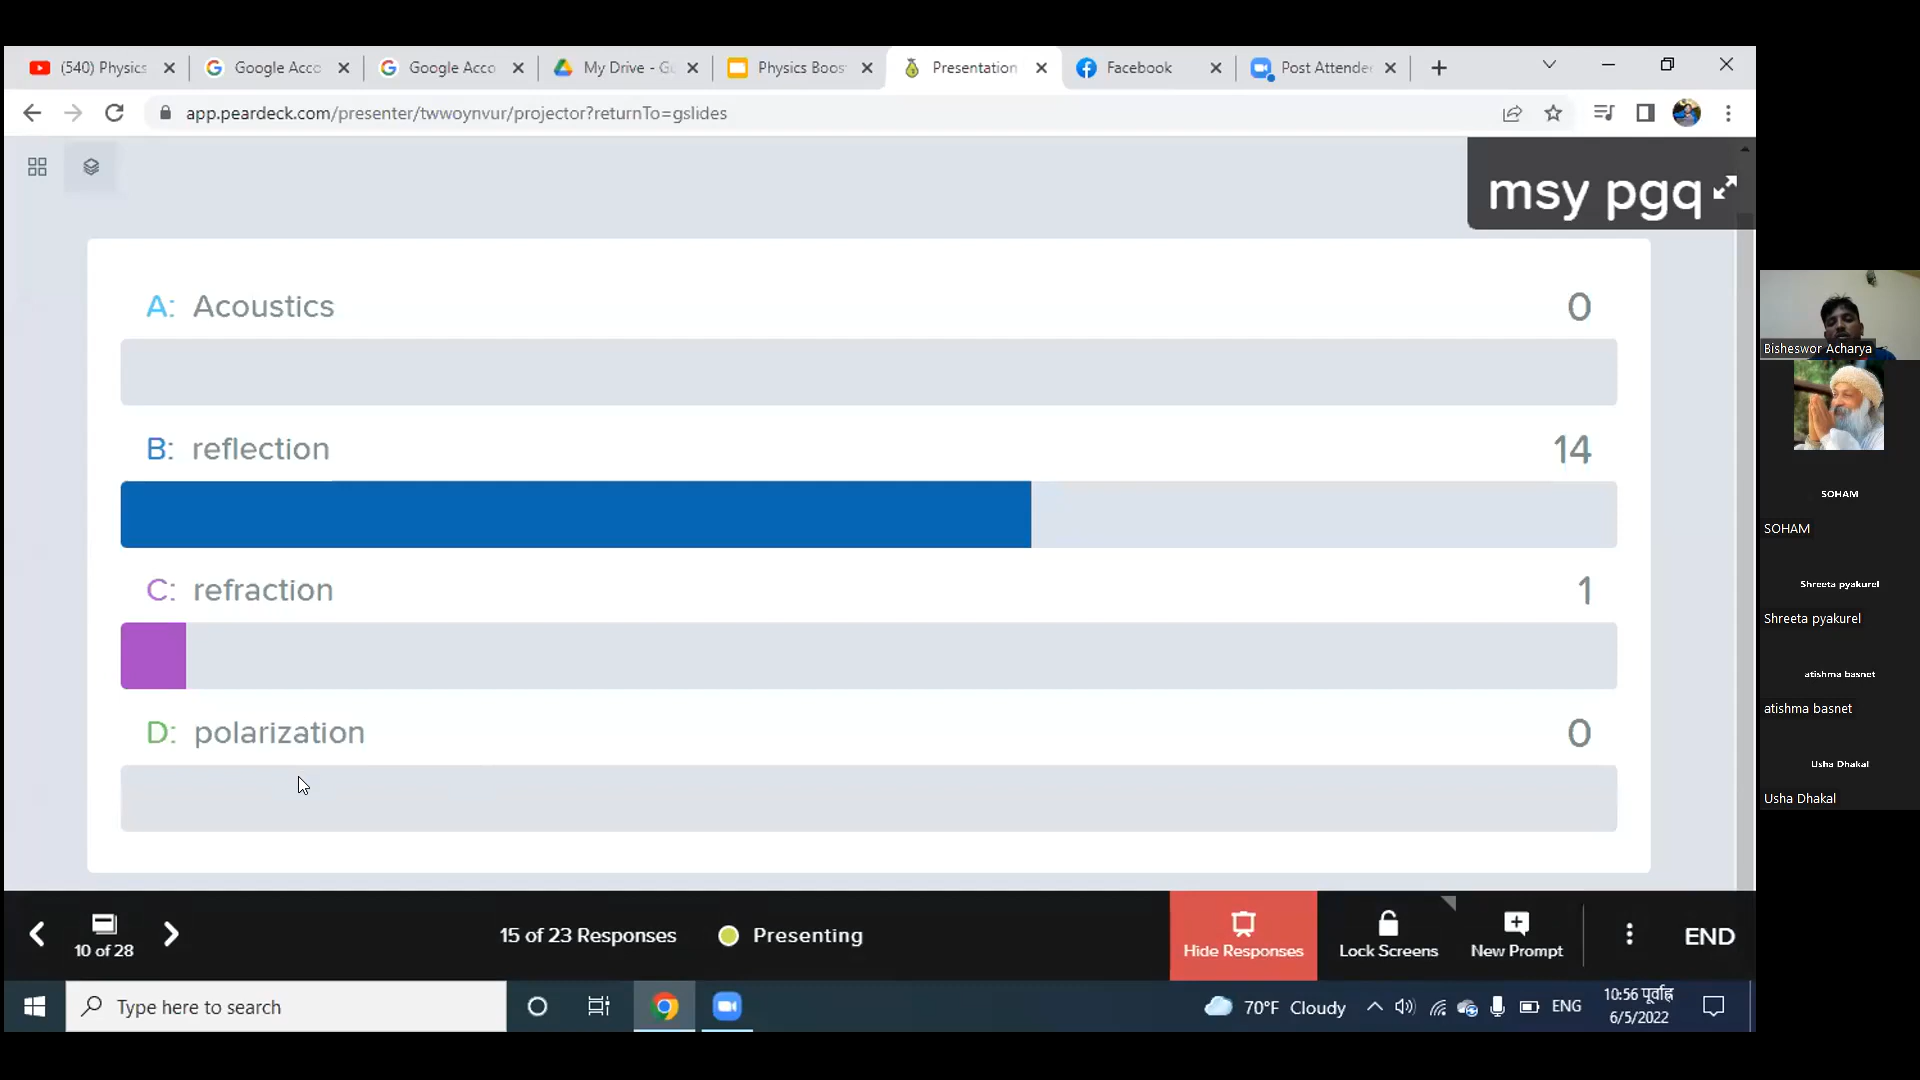 (540) Physics
Google Acco
Google Acco
My Drive - G
Physics Boos
Presentation
Facebook
Post Attende
app.peardeck.com/presenter/twwoynvur/projector?returnTo=gslides
msy pgq
A: Acoustics 0
B: reflection 14
C: refraction 1
D: polarization 0
Bisheswor Acharya
SOHAM
SOHAM
Shreeta pyakurel
Shreeta pyakurel
atishma basnet
atishma basnet
Usha Dhakal
Usha Dhakal
10 of 28
15 of 23 Responses
Presenting
Hide Responses
Lock Screens
New Prompt
END
Type here to search
70°F Cloudy
ENG
10:56 पूर्वाह्न
6/5/2022